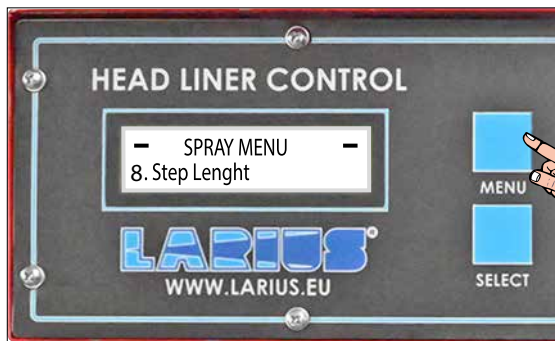 HEAD LINER CONTROL
- SPRAY MENU -
8. Step Lenght
MENU
LARIUS®
WWW.LARIUS.EU
SELECT